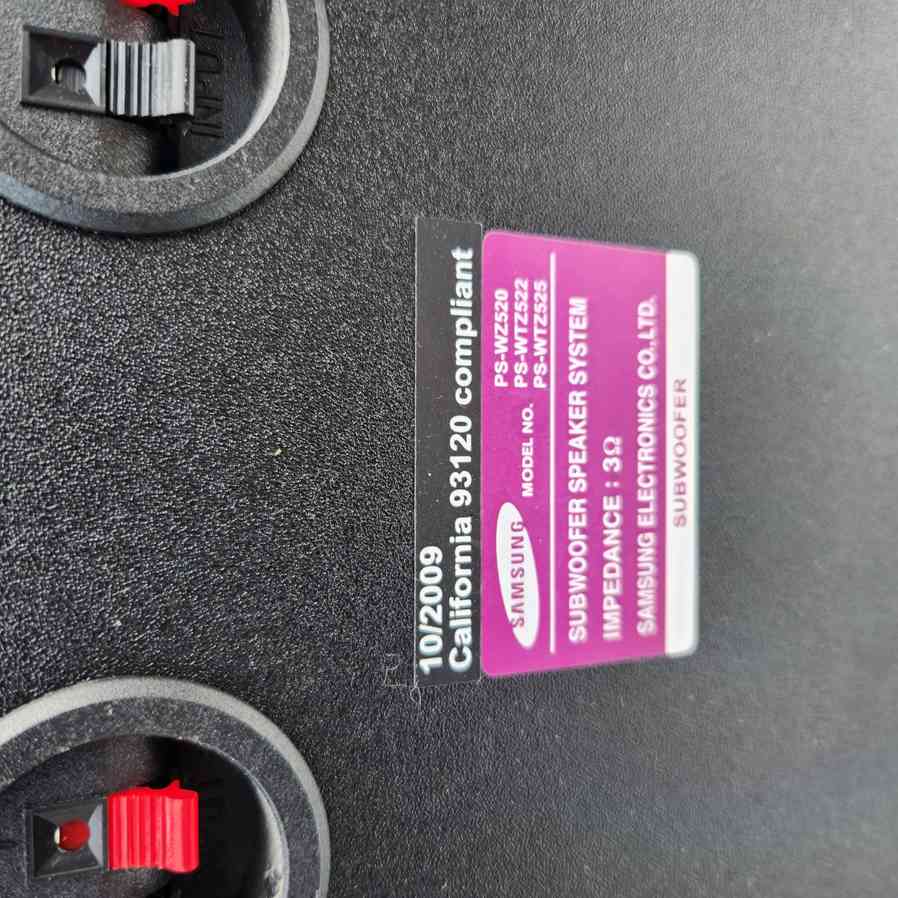 INPUT
10/2009
California 93120 compliant
SAMSUNG
MODEL NO.
PS-WZ520
PS-WTZ522
PS-WTZ525
SUBWOOFER SPEAKER SYSTEM
IMPEDANCE : 3Ω
SAMSUNG ELECTRONICS CO.,LTD.
SUBWOOFER